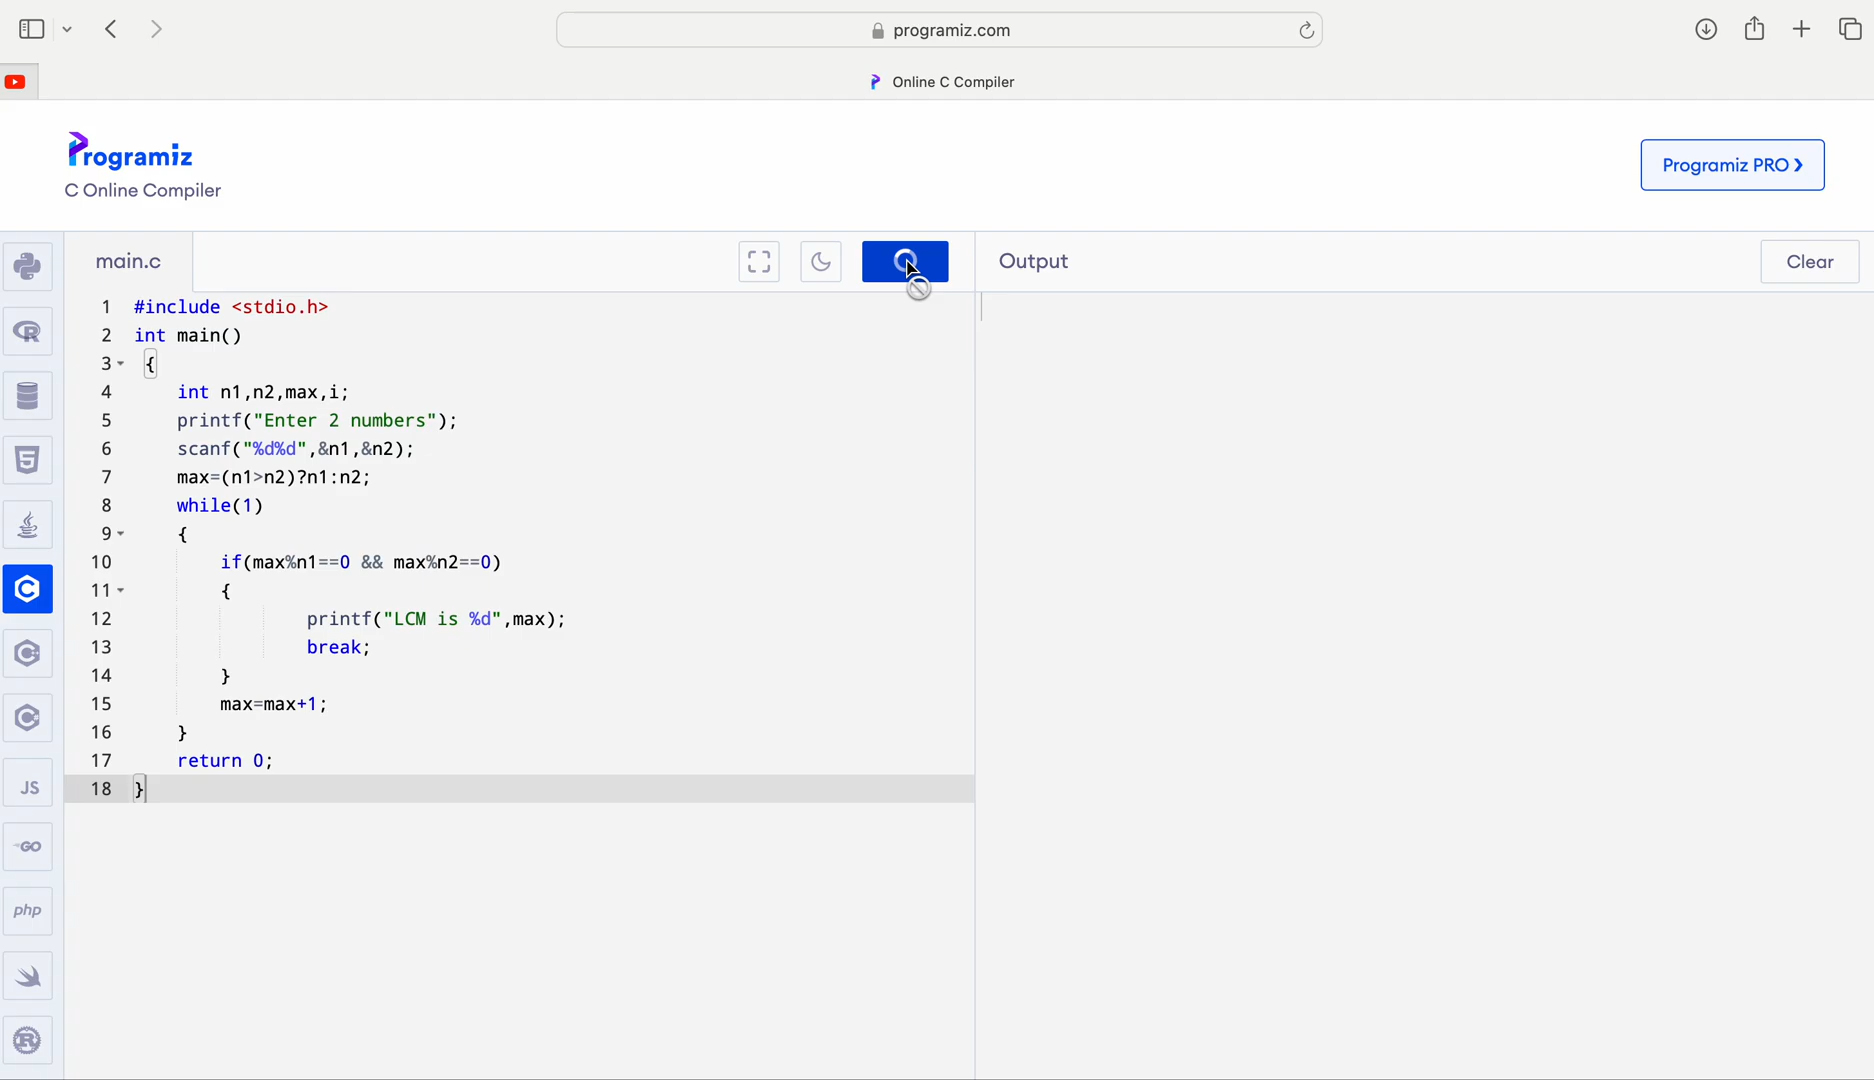 programiz.com
Online C Compiler
Programiz
C Online Compiler
Programiz PRO ❯
main.c
Output
Clear
1 #include <stdio.h>
2 int main()
3 {
4 int n1,n2,max,i;
5 printf("Enter 2 numbers");
6 scanf("%d%d",&n1,&n2);
7 max=(n1>n2)?n1:n2;
8 while(1)
9 {
10 if(max%n1==0 && max%n2==0)
11 {
12 printf("LCM is %d",max);
13 break;
14 }
15 max=max+1;
16 }
17 return 0;
18 }
JS
GO
php